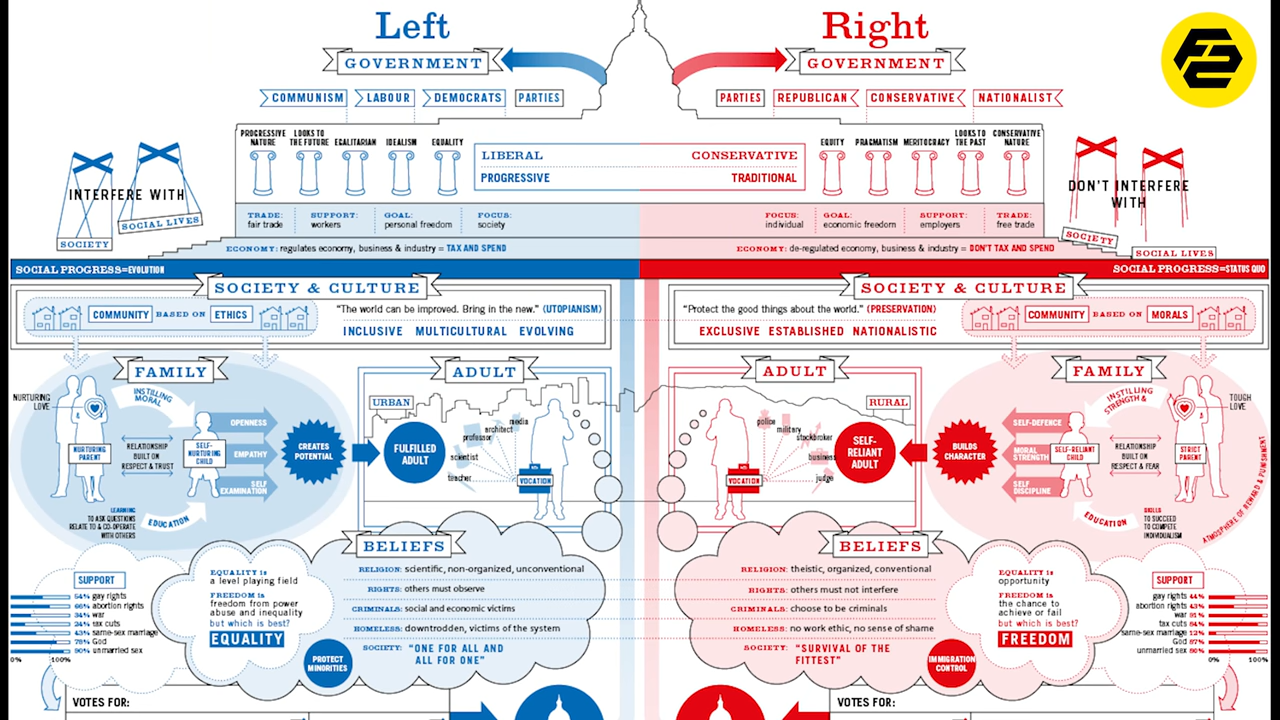 Left
Right
GOVERNMENT
GOVERNMENT
COMMUNISM
LABOUR
DEMOCRATS
PARTIES
PARTIES
REPUBLICAN
CONSERVATIVE
NATIONALIST
PROGRESSIVE
NATURE
LOOKS TO
THE FUTURE
EGALITARIAN
IDEALISM
EQUALITY
LIBERAL
CONSERVATIVE
PROGRESSIVE
TRADITIONAL
EQUITY
PRAGMATISM
MERITOCRACY
LOOKS TO
THE PAST
CONSERVATIVE
NATURE
INTERFERE WITH
SOCIETY
SOCIAL LIVES
DON'T INTERFERE
WITH
SOCIETY
SOCIAL LIVES
TRADE:
fair trade
SUPPORT:
workers
GOAL:
personal freedom
FOCUS:
society
FOCUS:
individual
GOAL:
economic freedom
SUPPORT:
employers
TRADE:
free trade
ECONOMY: regulates economy, business & industry = TAX AND SPEND
ECONOMY: de-regulated economy, business & industry = DON'T TAX AND SPEND
SOCIAL PROGRESS=EVOLUTION
SOCIAL PROGRESS=STATUS QUO
SOCIETY & CULTURE
SOCIETY & CULTURE
COMMUNITY BASED ON ETHICS
"The world can be improved. Bring in the new." (UTOPIANISM)
INCLUSIVE MULTICULTURAL EVOLVING
"Protect the good things about the world." (PRESERVATION)
EXCLUSIVE ESTABLISHED NATIONALISTIC
COMMUNITY BASED ON MORALS
FAMILY
ADULT
ADULT
FAMILY
NURTURING
LOVE
INSTILLING
MORAL
NURTURING
PARENT
RELATIONSHIP
BUILT ON
RESPECT & TRUST
SELF-
NURTURING
CHILD
OPENNESS
EMPATHY
SELF
EXAMINATION
CREATES
POTENTIAL
LEARNING
TO ASK QUESTIONS
RELATE TO & CO-OPERATE
WITH OTHERS
EDUCATION
URBAN
FULFILLED
ADULT
media
architect
professor
scientist
teacher
VOCATION
RURAL
police
military
stockbroker
business
judge
VOCATION
SELF-
RELIANT
ADULT
BUILDS
CHARACTER
SELF-DEFENCE
MORAL
STRENGTH
SELF
DISCIPLINE
INSTILLING
STRENGTH &
SELF-RELIANT
CHILD
RELATIONSHIP
BUILT ON
RESPECT & FEAR
STRICT
PARENT
TOUGH
LOVE
EDUCATION
SKILLS
TO SUCCEED
TO COMPETE
INDIVIDUALISM
ATMOSPHERE OF REWARD & PUNISHMENT
BELIEFS
BELIEFS
RELIGION: scientific, non-organized, unconventional
RIGHTS: others must observe
CRIMINALS: social and economic victims
HOMELESS: downtrodden, victims of the system
SOCIETY: "ONE FOR ALL AND
ALL FOR ONE"
RELIGION: theistic, organized, conventional
RIGHTS: others must not interfere
CRIMINALS: choose to be criminals
HOMELESS: no work ethic, no sense of shame
SOCIETY: "SURVIVAL OF THE
FITTEST"
EQUALITY is
a level playing field
FREEDOM is
freedom from power
abuse and inequality
but which is best?
EQUALITY
PROTECT
MINORITIES
EQUALITY is
opportunity
FREEDOM is
the chance to
achieve or fail
but which is best?
FREEDOM
IMMIGRATION
CONTROL
SUPPORT
54% gay rights
66% abortion rights
34% war
24% tax cuts
43% same-sex marriage
78% God
90% unmarried sex
0% 100%
SUPPORT
gay rights 44%
abortion rights 43%
war
tax cuts
same-sex marriage 12%
God
unmarried sex
0% 100%
VOTES FOR:
VOTES FOR: